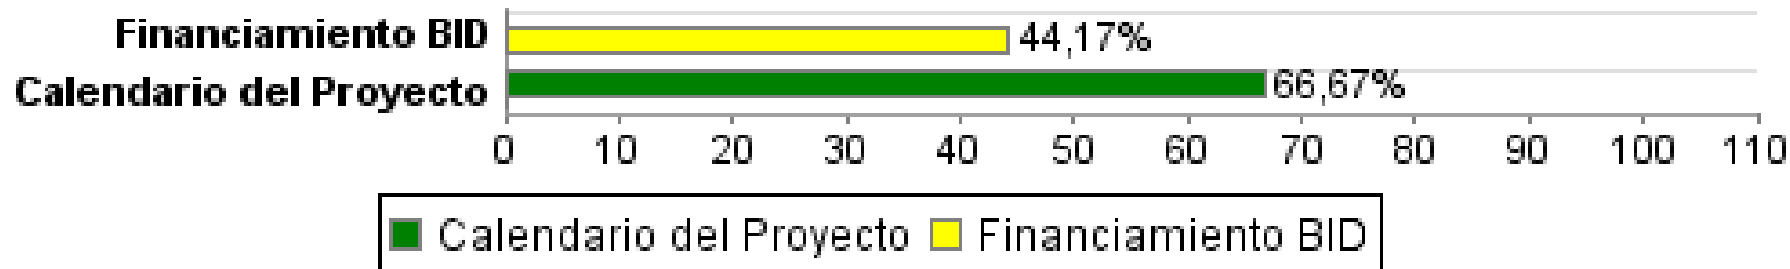 Financiamiento BID 44,17%
Calendario del Proyecto 66,67%
0 10 20 30 40 50 60 70 80 90 100 110
Calendario del Proyecto Financiamiento BID